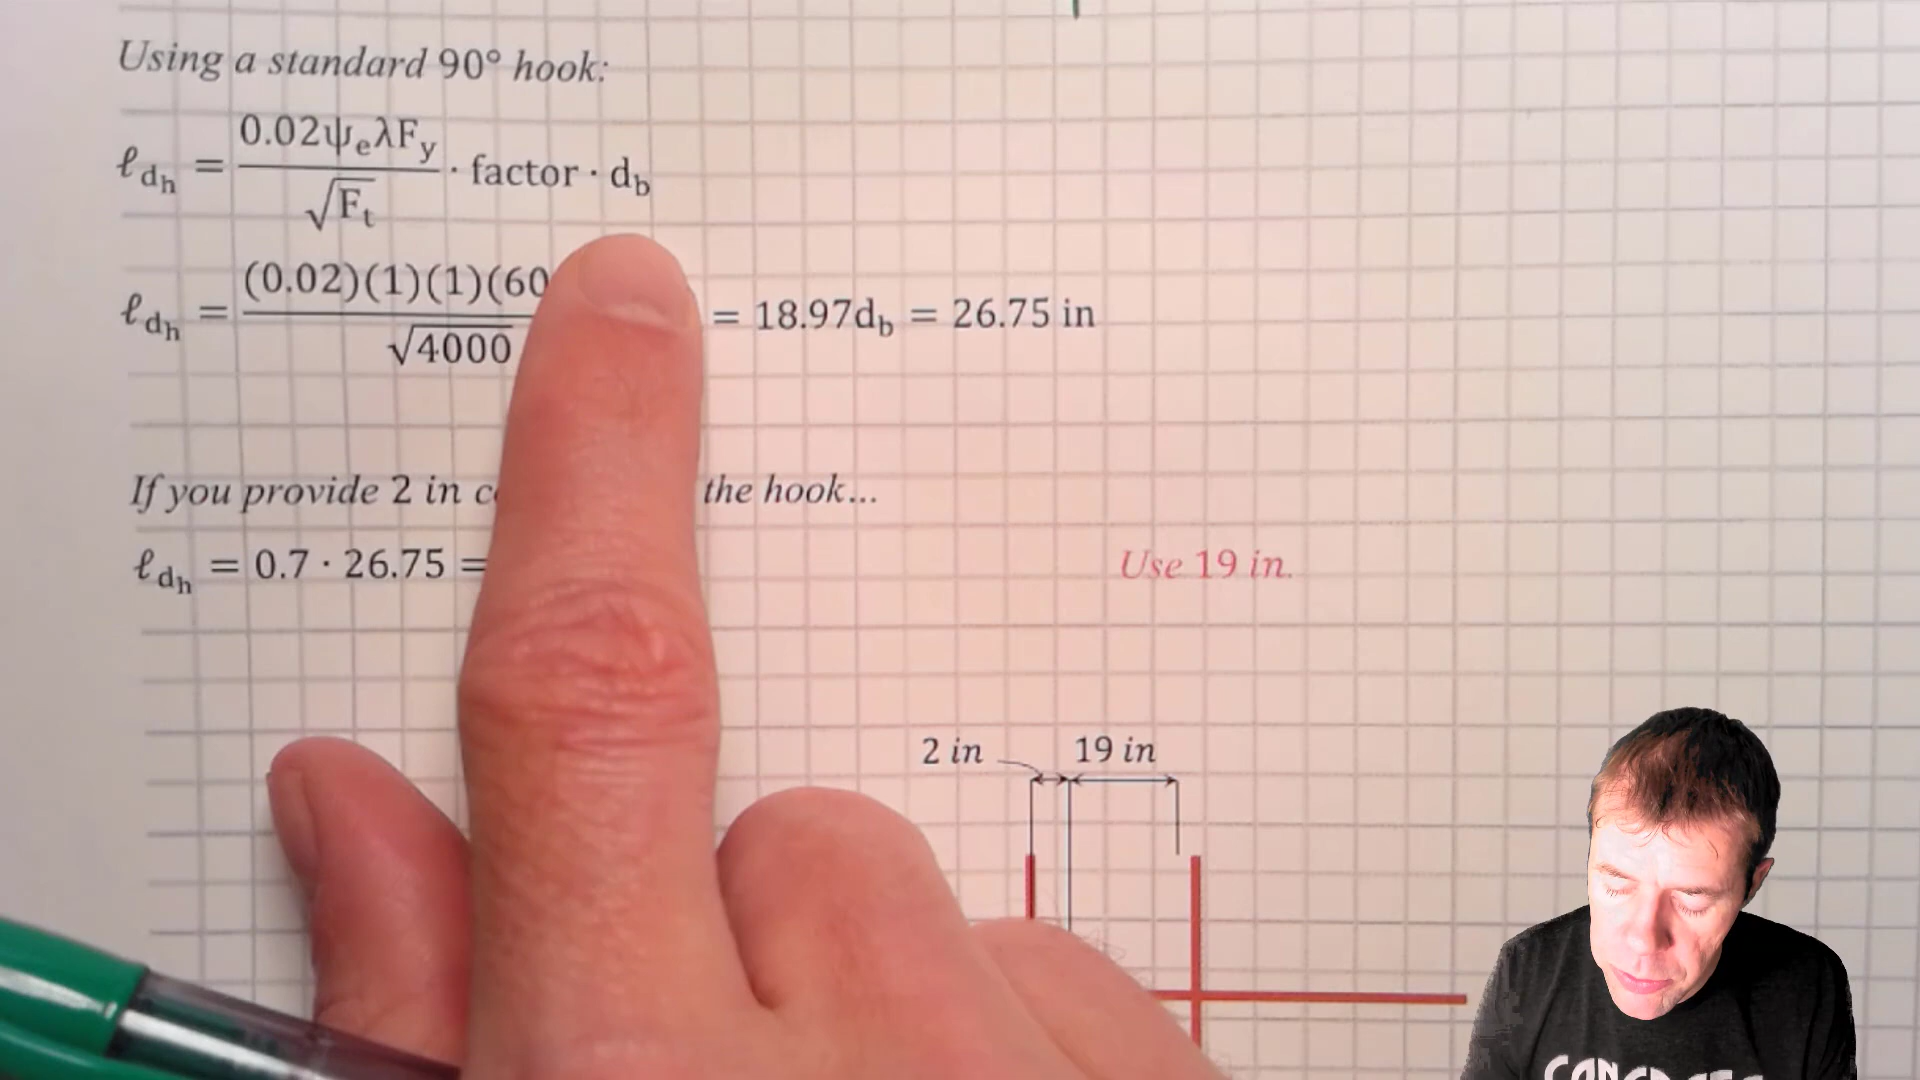 Using a standard 90° hook:
ℓdh = 0.02ψeλFy / √Ft · factor · db
ℓdh = (0.02)(1)(1)(60 / √4000 = 18.97db = 26.75 in
If you provide 2 in the hook...
ℓdh = 0.7 · 26.75 =
Use 19 in.
2 in 19 in